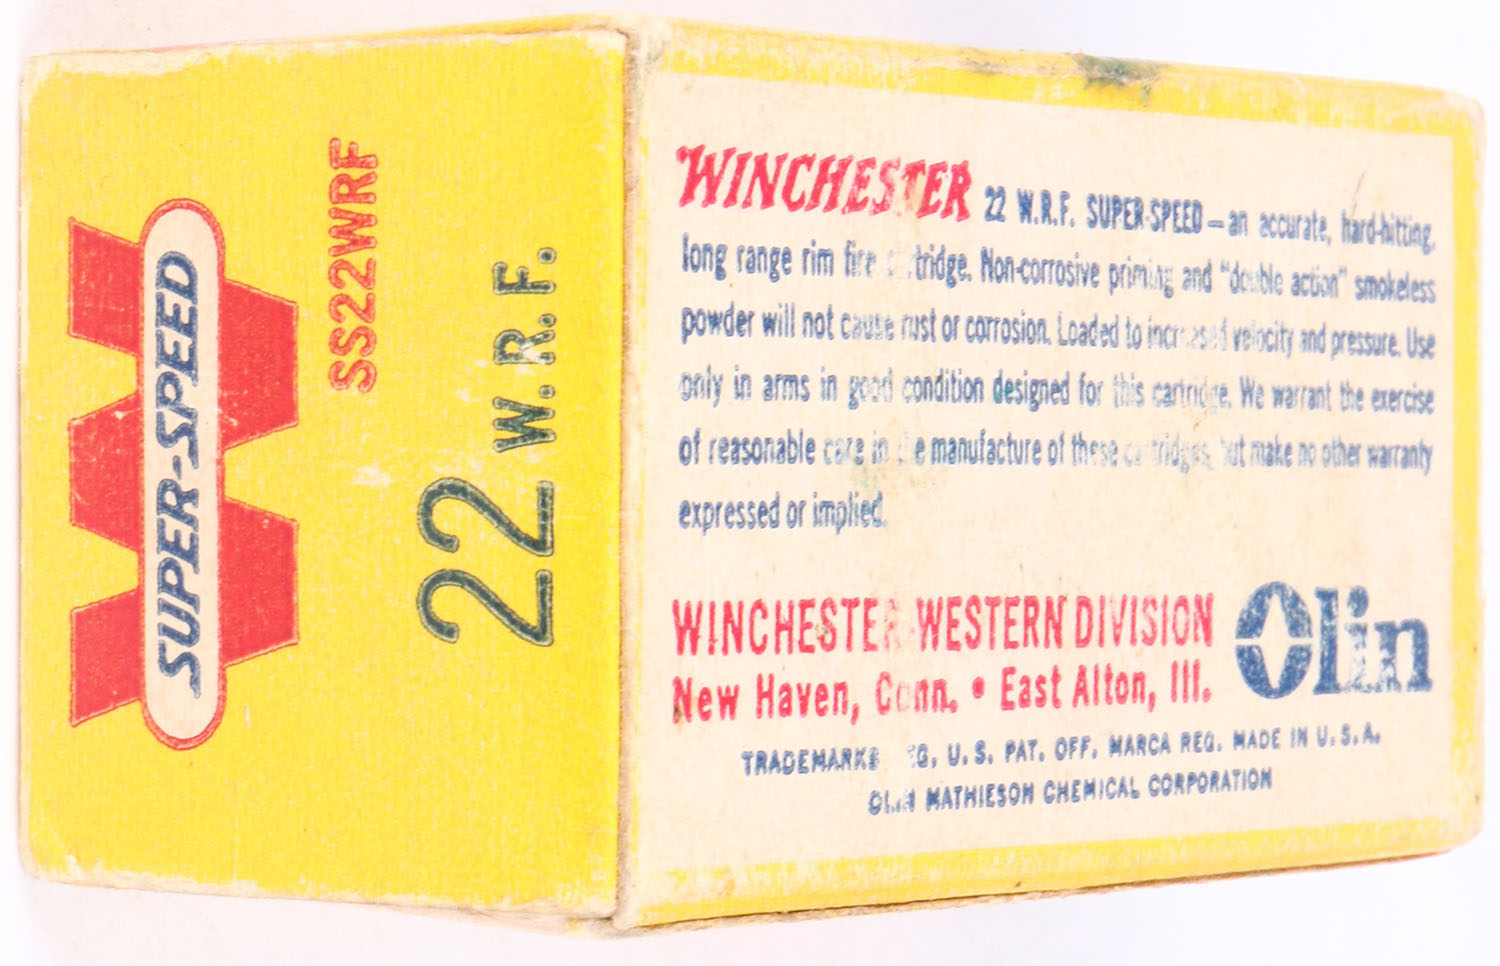 SUPER-SPEED
SS22WRF
22 W.R.F.
WINCHESTER 22 W.R.F. SUPER-SPEED—an accurate, hard-hitting,
long range rim fire cartridge. Non-corrosive priming and "double action" smokeless
powder will not cause rust or corrosion. Loaded to increased velocity and pressure. Use
only in arms in good condition designed for this cartridge. We warrant the exercise
of reasonable care in the manufacture of these cartridges, but make no other warranty
expressed or implied.
WINCHESTER-WESTERN DIVISION
New Haven, Conn. • East Alton, Ill.
Olin
TRADEMARKS REG. U.S. PAT. OFF. MARCA REG. MADE IN U.S.A.
OLIN MATHIESON CHEMICAL CORPORATION